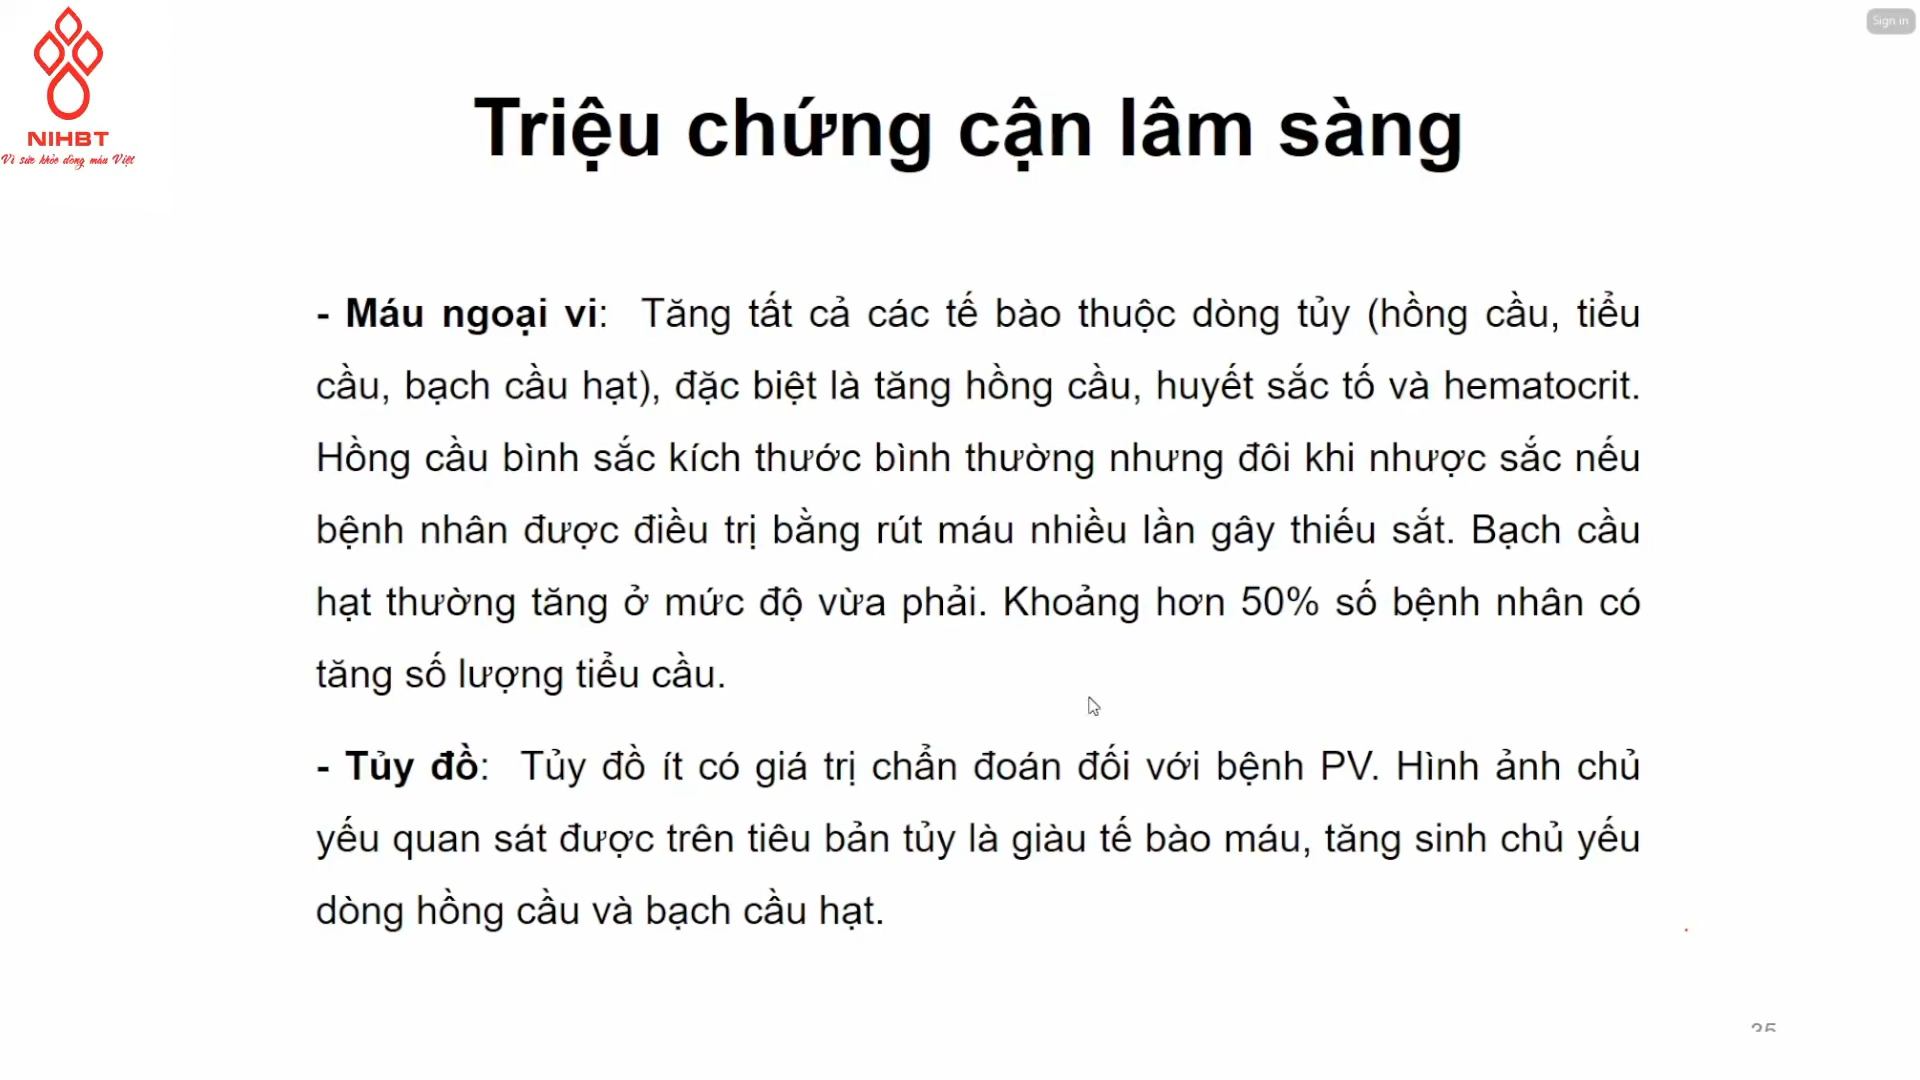 Sign in
NIHBT
Vì sức khỏe dòng máu Việt
Triệu chứng cận lâm sàng
- Máu ngoại vi: Tăng tất cả các tế bào thuộc dòng tủy (hồng cầu, tiểu
cầu, bạch cầu hạt), đặc biệt là tăng hồng cầu, huyết sắc tố và hematocrit.
Hồng cầu bình sắc kích thước bình thường nhưng đôi khi nhược sắc nếu
bệnh nhân được điều trị bằng rút máu nhiều lần gây thiếu sắt. Bạch cầu
hạt thường tăng ở mức độ vừa phải. Khoảng hơn 50% số bệnh nhân có
tăng số lượng tiểu cầu.
- Tủy đồ: Tủy đồ ít có giá trị chẩn đoán đối với bệnh PV. Hình ảnh chủ
yếu quan sát được trên tiêu bản tủy là giàu tế bào máu, tăng sinh chủ yếu
dòng hồng cầu và bạch cầu hạt.
35